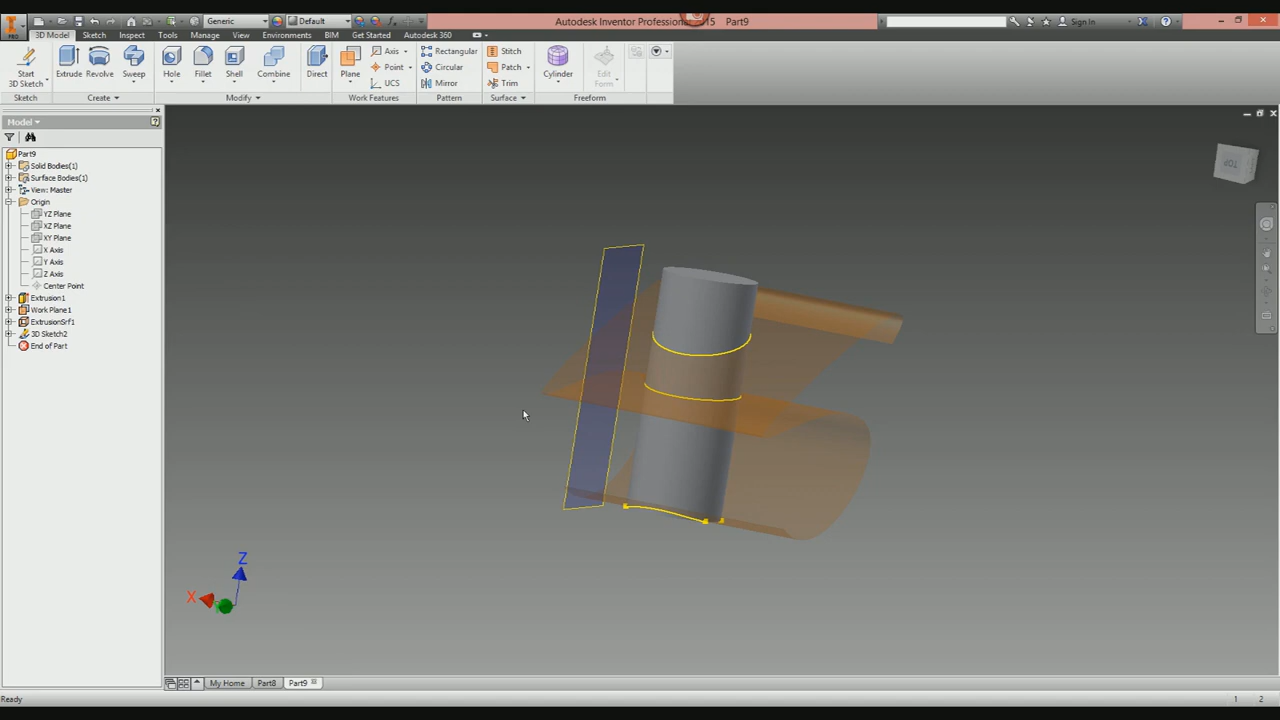 Generic
Default
Autodesk Inventor Professional
15 Part9
Sign In
PRO
3D Model Sketch Inspect Tools Manage View Environments BIM Get Started Autodesk 360
Start
3D Sketch
Extrude Revolve Sweep
Hole Fillet Shell Combine
Direct
Plane
Axis
Point
UCS
Rectangular
Circular
Mirror
Stitch
Patch
Trim
Cylinder
Edit
Form
Sketch Create Modify Work Features Pattern Surface Freeform
Model
Part9
Solid Bodies(1)
Surface Bodies(1)
View: Master
Origin
YZ Plane
XZ Plane
XY Plane
X Axis
Y Axis
Z Axis
Center Point
Extrusion1
Work Plane1
ExtrusionSrf1
3D Sketch2
End of Part
TOP
Z
X
My Home Part8 Part9
Ready 1 2